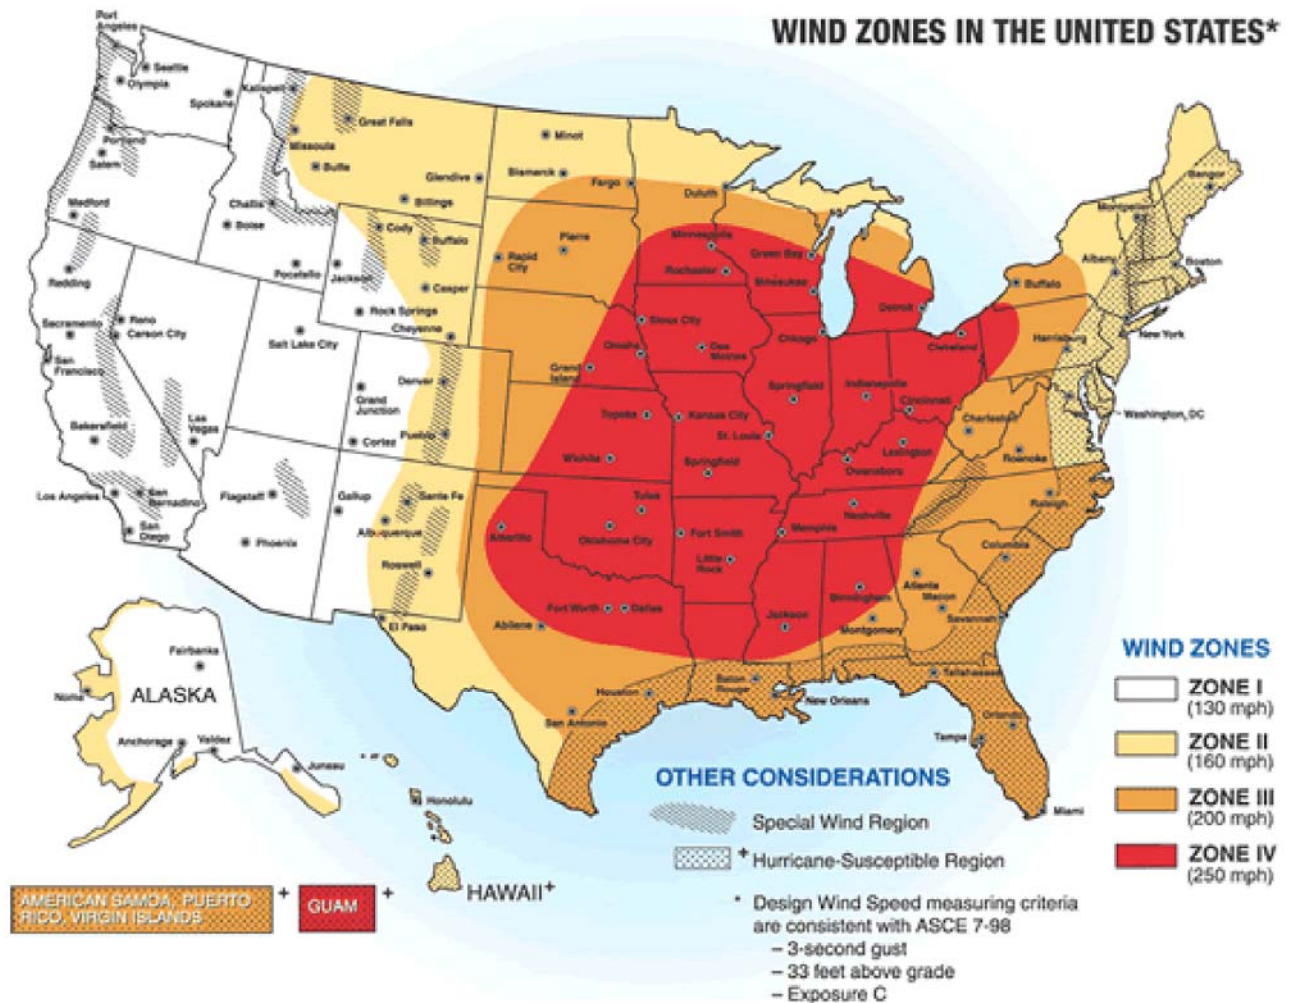 WIND ZONES IN THE UNITED STATES*
Port
Angeles
Seattle
Olympia
Spokane
Kalispell
Great Falls
Minot
Portland
Salem
Missoula
Butte
Glendive
Bismarck
Fargo
Duluth
Bangor
Medford
Challis
Boise
Billings
Cody
Buffalo
Pierre
Rapid
City
Minneapolis
Green Bay
Montpelier
Albany
Boston
Redding
Pocatello
Jackson
Casper
Rochester
Milwaukee
Detroit
Buffalo
Sacramento
Reno
Carson City
Salt Lake City
Rock Springs
Cheyenne
Sioux City
Des
Moines
Omaha
Chicago
Cleveland
Harrisburg
New York
San
Francisco
Grand
Junction
Denver
Grand
Island
Springfield
Indianapolis
Cincinnati
Washington, DC
Bakersfield
Las
Vegas
Cortez
Pueblo
Topeka
Kansas City
St. Louis
Charleston
Lexington
Roanoke
Wichita
Springfield
Owensboro
Los Angeles
San
Bernadino
Flagstaff
Gallup
Santa Fe
Tulsa
Nashville
Raleigh
San
Diego
Phoenix
Albuquerque
Amarillo
Oklahoma City
Fort Smith
Memphis
Columbia
Roswell
Little
Rock
Atlanta
Macon
Birmingham
El Paso
Fort Worth
Dallas
Jackson
Montgomery
Savannah
Abilene
Tallahassee
Houston
Baton
Rouge
New Orleans
San Antonio
Orlando
Tampa
Miami
Fairbanks
Nome
ALASKA
Anchorage
Valdez
Juneau
Honolulu
HAWAII+
AMERICAN SAMOA, PUERTO
RICO, VIRGIN ISLANDS
+
GUAM
+
OTHER CONSIDERATIONS
Special Wind Region
+ Hurricane-Susceptible Region
* Design Wind Speed measuring criteria
are consistent with ASCE 7-98
– 3-second gust
– 33 feet above grade
– Exposure C
WIND ZONES
ZONE I
(130 mph)
ZONE II
(160 mph)
ZONE III
(200 mph)
ZONE IV
(250 mph)